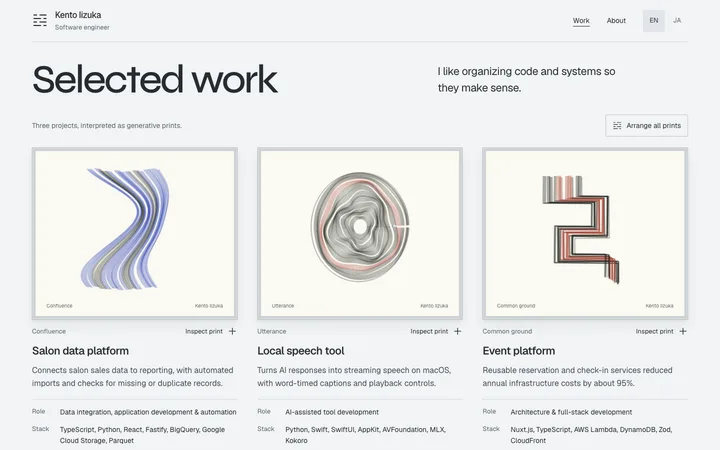 Kento Iizuka
Software engineer
Work
About
EN
JA
Selected work
I like organizing code and systems so
they make sense.
Three projects, interpreted as generative prints.
Arrange all prints
Confluence
Kento Iizuka
Utterance
Kento Iizuka
Common ground
Kento Iizuka
Confluence
Inspect print
Utterance
Inspect print
Common ground
Inspect print
Salon data platform
Connects salon sales data to reporting, with automated
imports and checks for missing or duplicate records.
Role
Data integration, application development & automation
Stack
TypeScript, Python, React, Fastify, BigQuery, Google
Cloud Storage, Parquet
Local speech tool
Turns AI responses into streaming speech on macOS,
with word-timed captions and playback controls.
Role
AI-assisted tool development
Stack
Python, Swift, SwiftUI, AppKit, AVFoundation, MLX,
Kokoro
Event platform
Reusable reservation and check-in services reduced
annual infrastructure costs by about 95%.
Role
Architecture & full-stack development
Stack
Nuxt.js, TypeScript, AWS Lambda, DynamoDB, Zod,
CloudFront